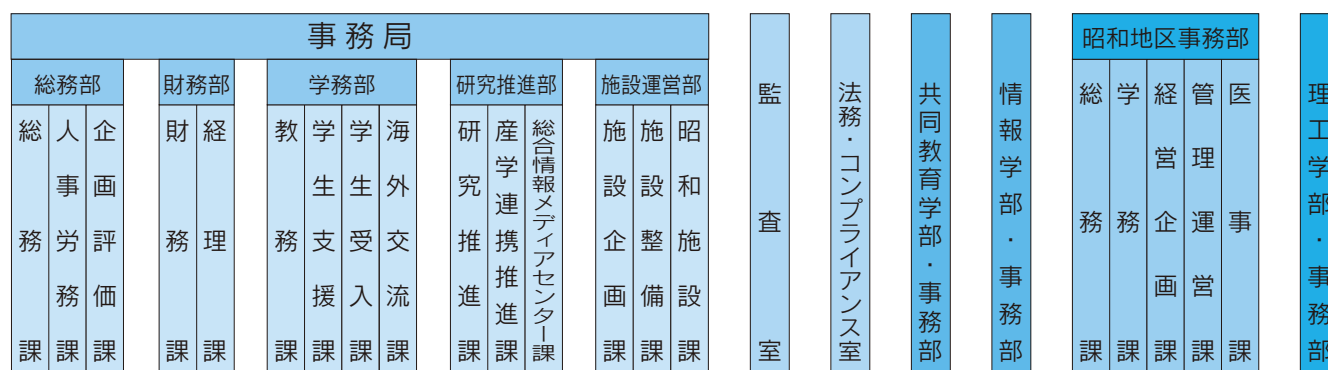 事務局
総務部
総務課
人事労務課
企画評価課
財務部
財務課
経理課
学務部
教務課
学生支援課
学生受入課
海外交流課
研究推進部
研究推進課
産学連携推進課
総合情報メディアセンター課
施設運営部
施設企画課
施設整備課
昭和施設課
監査室
法務・コンプライアンス室
共同教育学部・事務部
情報学部・事務部
昭和地区事務部
総務課
学務課
経営企画課
管理運営課
医事課
理工学部・事務部